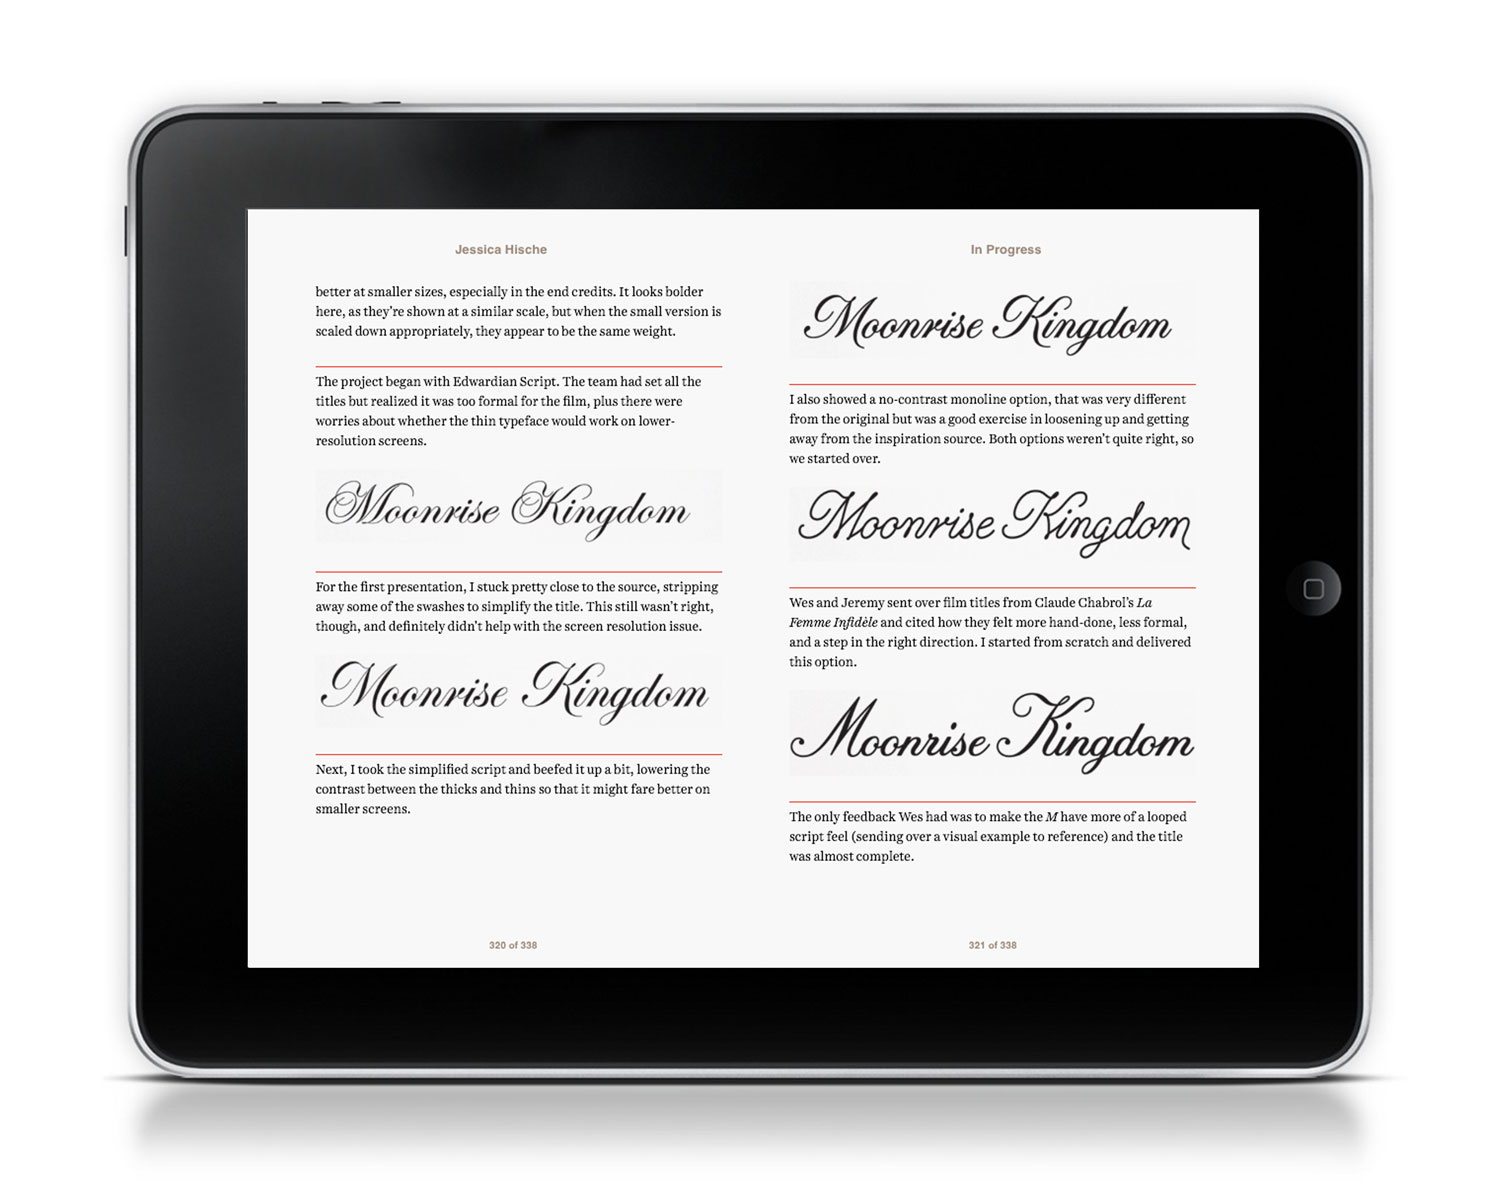 Jessica Hische
better at smaller sizes, especially in the end credits. It looks bolder
here, as they’re shown at a similar scale, but when the small version is
scaled down appropriately, they appear to be the same weight.
The project began with Edwardian Script. The team had set all the
titles but realized it was too formal for the film, plus there were
worries about whether the thin typeface would work on lower-
resolution screens.
Moonrise Kingdom
For the first presentation, I stuck pretty close to the source, stripping
away some of the swashes to simplify the title. This still wasn’t right,
though, and definitely didn’t help with the screen resolution issue.
Moonrise Kingdom
Next, I took the simplified script and beefed it up a bit, lowering the
contrast between the thicks and thins so that it might fare better on
smaller screens.
320 of 338
In Progress
Moonrise Kingdom
I also showed a no-contrast monoline option, that was very different
from the original but was a good exercise in loosening up and getting
away from the inspiration source. Both options weren’t quite right, so
we started over.
Moonrise Kingdom
Wes and Jeremy sent over film titles from Claude Chabrol’s La
Femme Infidèle and cited how they felt more hand-done, less formal,
and a step in the right direction. I started from scratch and delivered
this option.
Moonrise Kingdom
The only feedback Wes had was to make the M have more of a looped
script feel (sending over a visual example to reference) and the title
was almost complete.
321 of 338